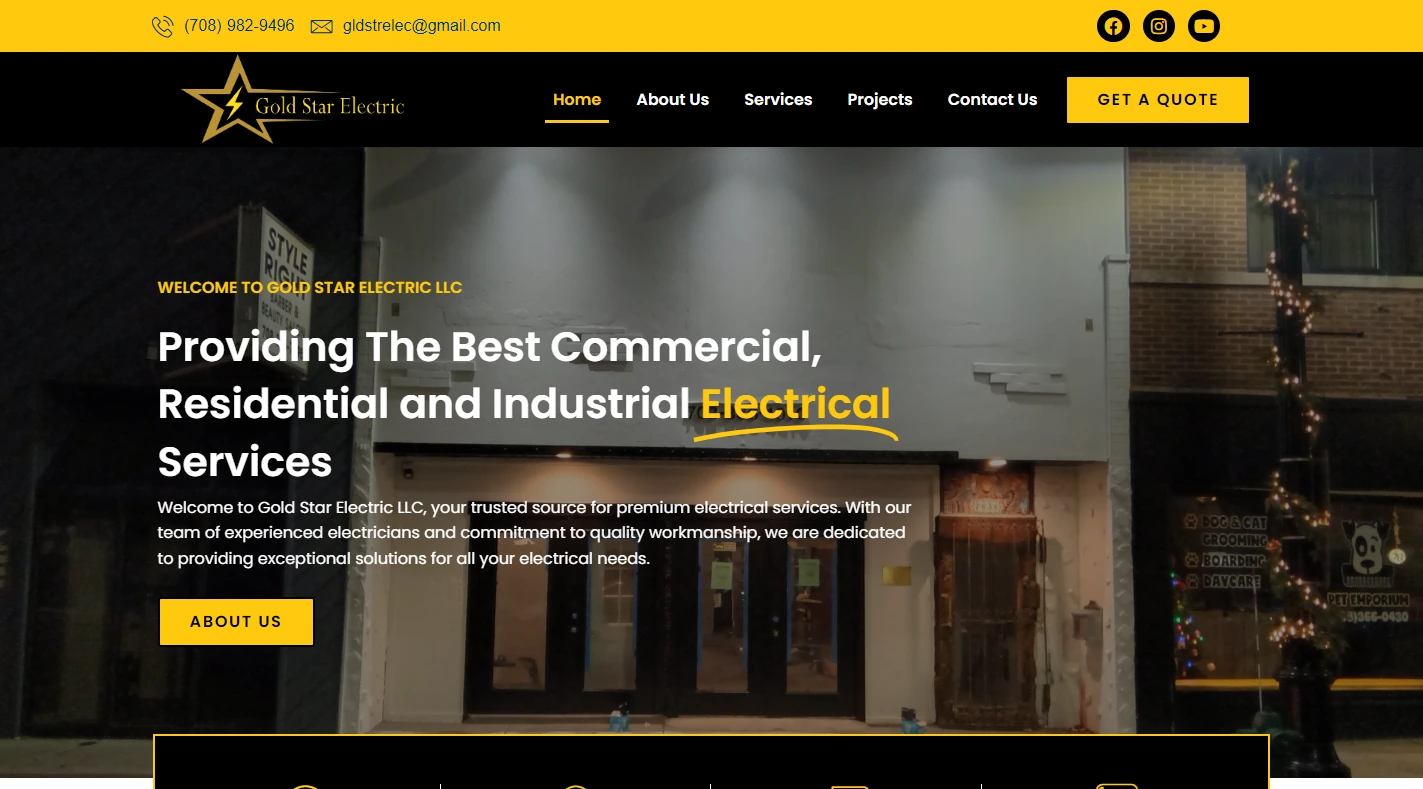 (708) 982-9496 gldstrelec@gmail.com
Gold Star Electric
Home About Us Services Projects Contact Us GET A QUOTE
STYLE
RIGHT
BARBER &
BEAUTY
WELCOME TO GOLD STAR ELECTRIC LLC
Providing The Best Commercial,
Residential and Industrial Electrical
Services
Welcome to Gold Star Electric LLC, your trusted source for premium electrical services. With our
team of experienced electricians and commitment to quality workmanship, we are dedicated
to providing exceptional solutions for all your electrical needs.
ABOUT US
DOG & CAT
GROOMING
BOARDING
DAYCARE
PET EMPORIUM
366-0430